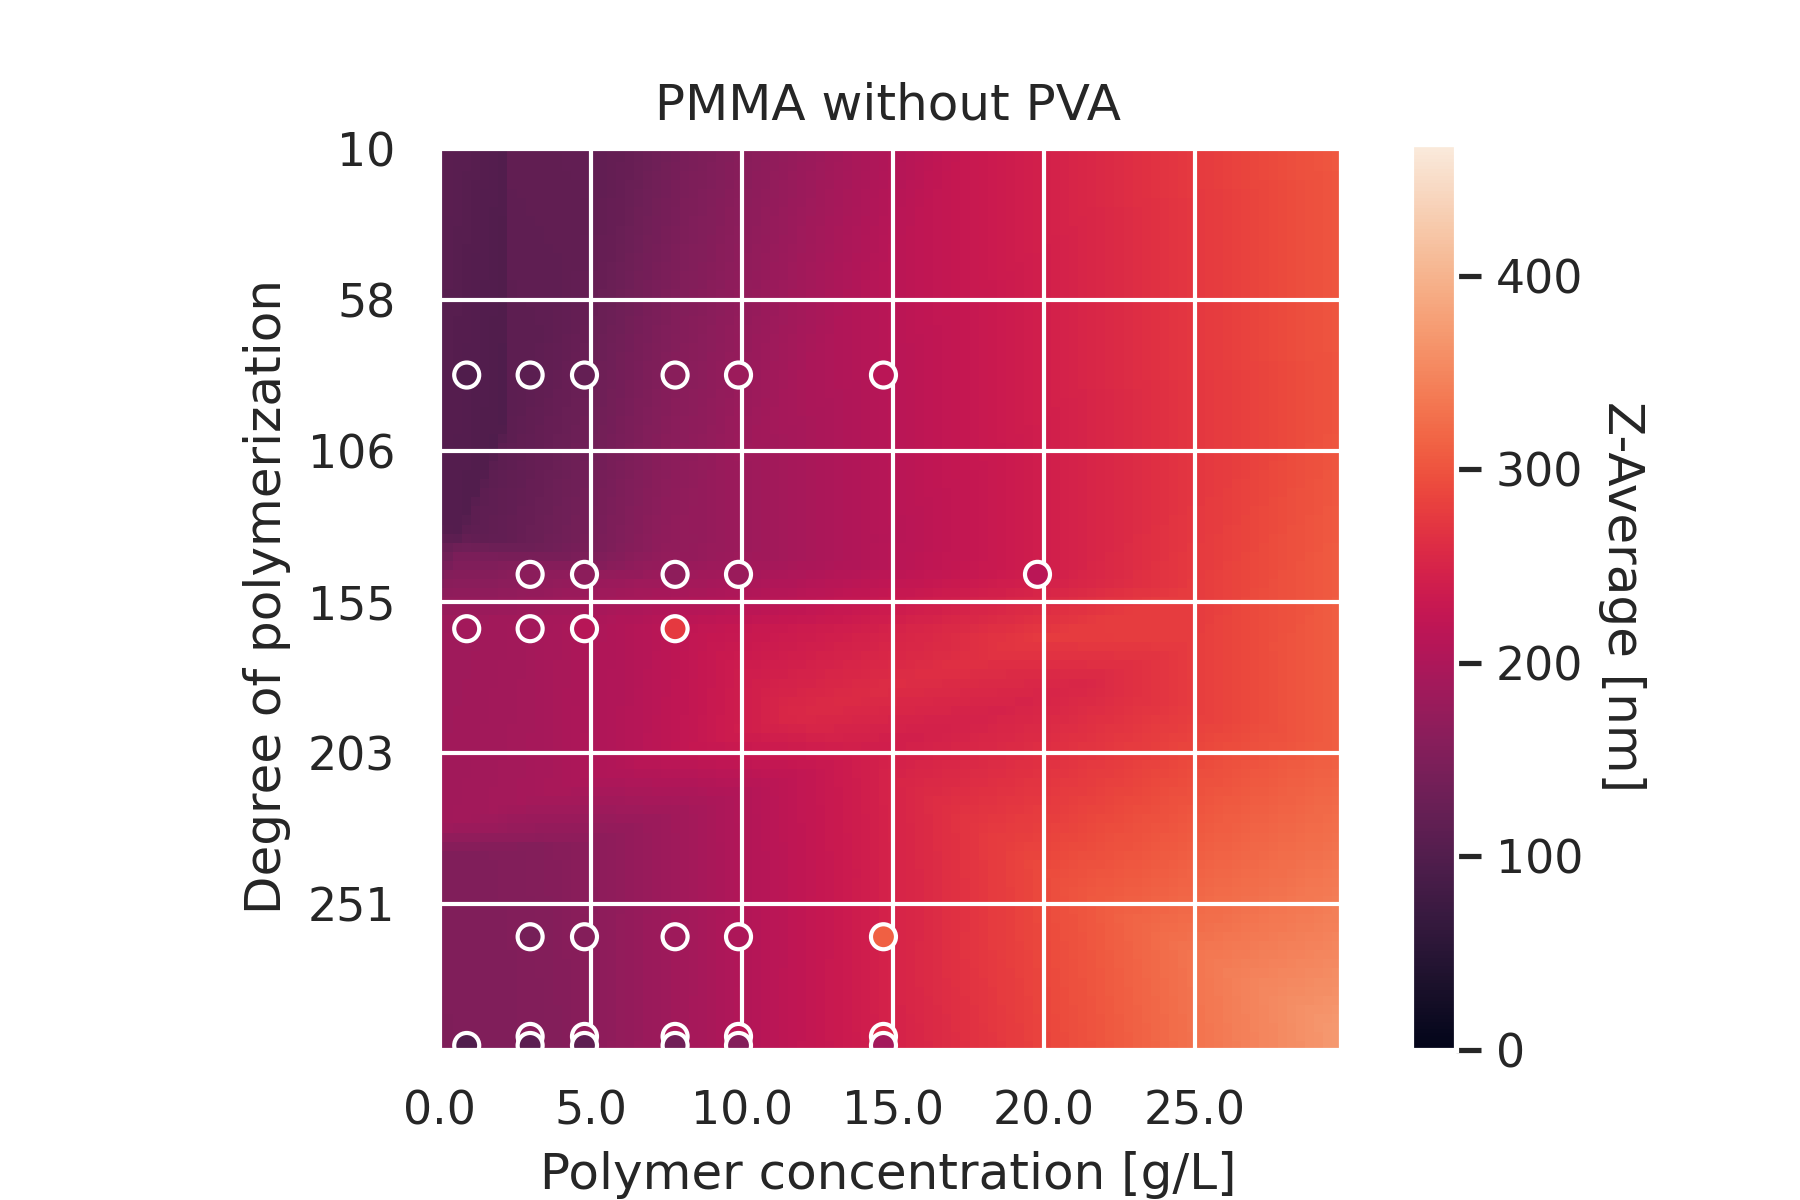 PMMA without PVA
10
58
106
155
203
251
Degree of polymerization
0.0 5.0 10.0 15.0 20.0 25.0
Polymer concentration [g/L]
400
300
200
100
0
Z-Average [nm]